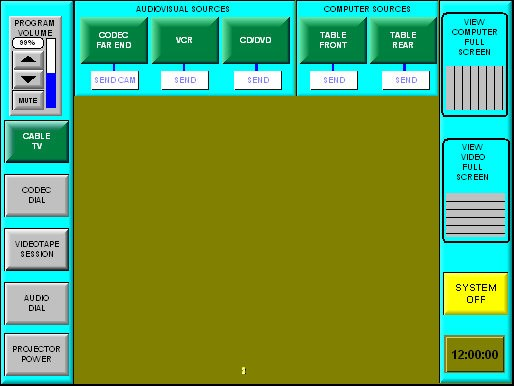 AUDIOVISUAL SOURCES
COMPUTER SOURCES
PROGRAM
VOLUME
99%
MUTE
CODEC
FAR END
VCR
CD/DVD
TABLE
FRONT
TABLE
REAR
SEND CAM
SEND
SEND
SEND
SEND
VIEW
COMPUTER
FULL
SCREEN
CABLE
TV
CODEC
DIAL
VIDEOTAPE
SESSION
AUDIO
DIAL
PROJECTOR
POWER
VIEW
VIDEO
FULL
SCREEN
SYSTEM
OFF
12:00:00